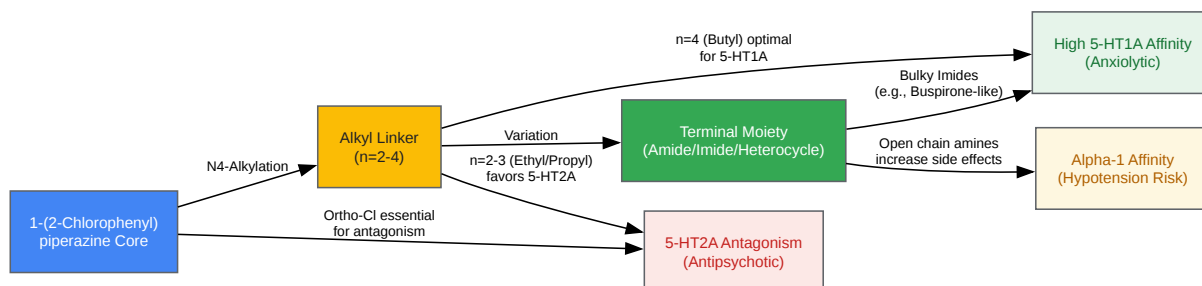 1-(2-Chlorophenyl)
piperazine Core
N4-Alkylation
Alkyl Linker
(n=2-4)
n=4 (Butyl) optimal
for 5-HT1A
Variation
n=2-3 (Ethyl/Propyl)
favors 5-HT2A
Ortho-Cl essential
for antagonism
Terminal Moiety
(Amide/Imide/Heterocycle)
5-HT2A Antagonism
(Antipsychotic)
Bulky Imides
(e.g., Buspirone-like)
Open chain amines
increase side effects
High 5-HT1A Affinity
(Anxiolytic)
Alpha-1 Affinity
(Hypotension Risk)